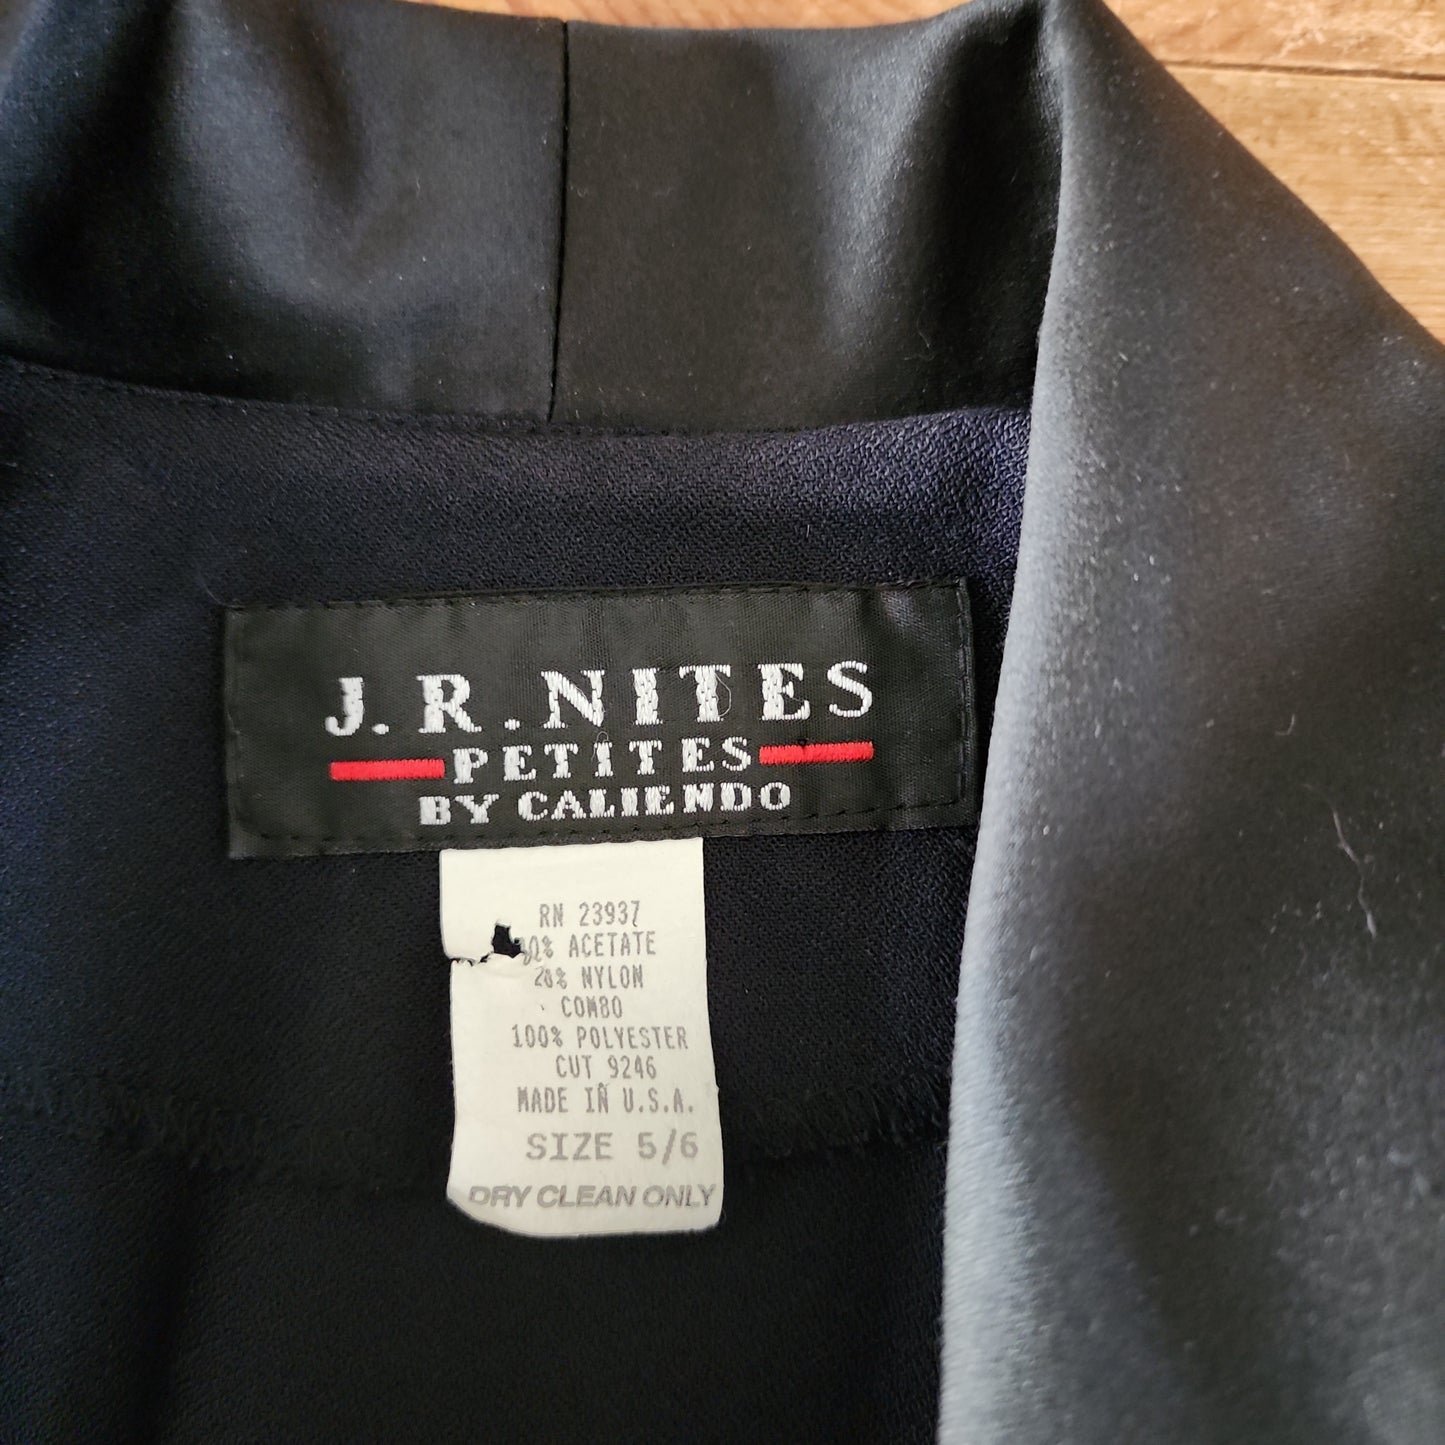 J.R.NITES
PETITES
BY CALIENDO
RN 23937
ACETATE
NYLON
COMBO
100% POLYESTER
CUT 9246
MADE IN U.S.A.
SIZE 5/6
DRY CLEAN ONLY